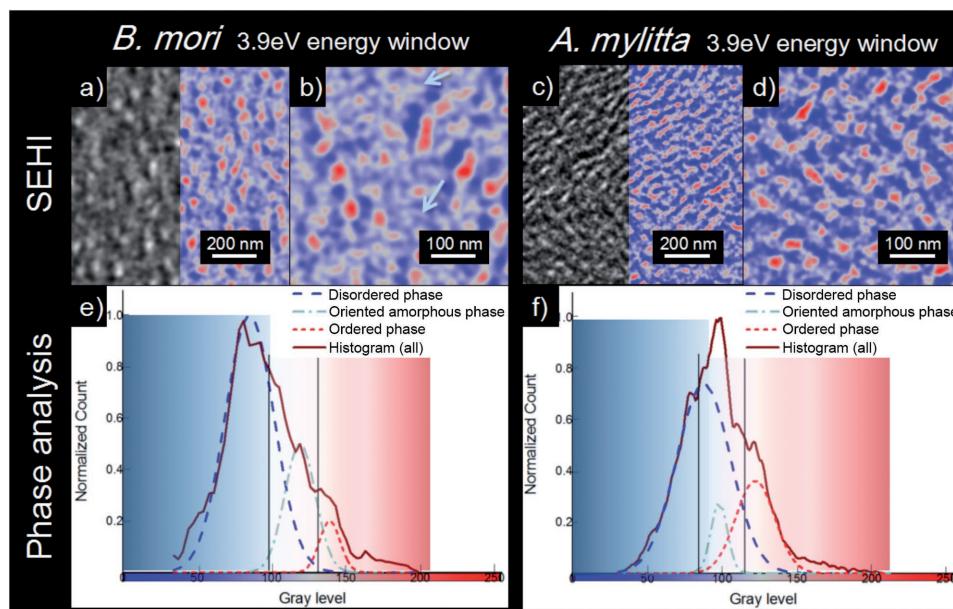 B. mori 3.9eV energy window
A. mylitta 3.9eV energy window
SEHI
a)
b)
c)
d)
200 nm
100 nm
200 nm
100 nm
Phase analysis
e)
Disordered phase
Oriented amorphous phase
Ordered phase
Histogram (all)
Normalized Count
1.0
0.8
0.6
0.4
0.2
0 50 100 150 200 250
Gray level
f)
Disordered phase
Oriented amorphous phase
Ordered phase
Histogram (all)
Normalized Count
1.0
0.8
0.6
0.4
0.2
0 50 100 150 200 250
Gray level